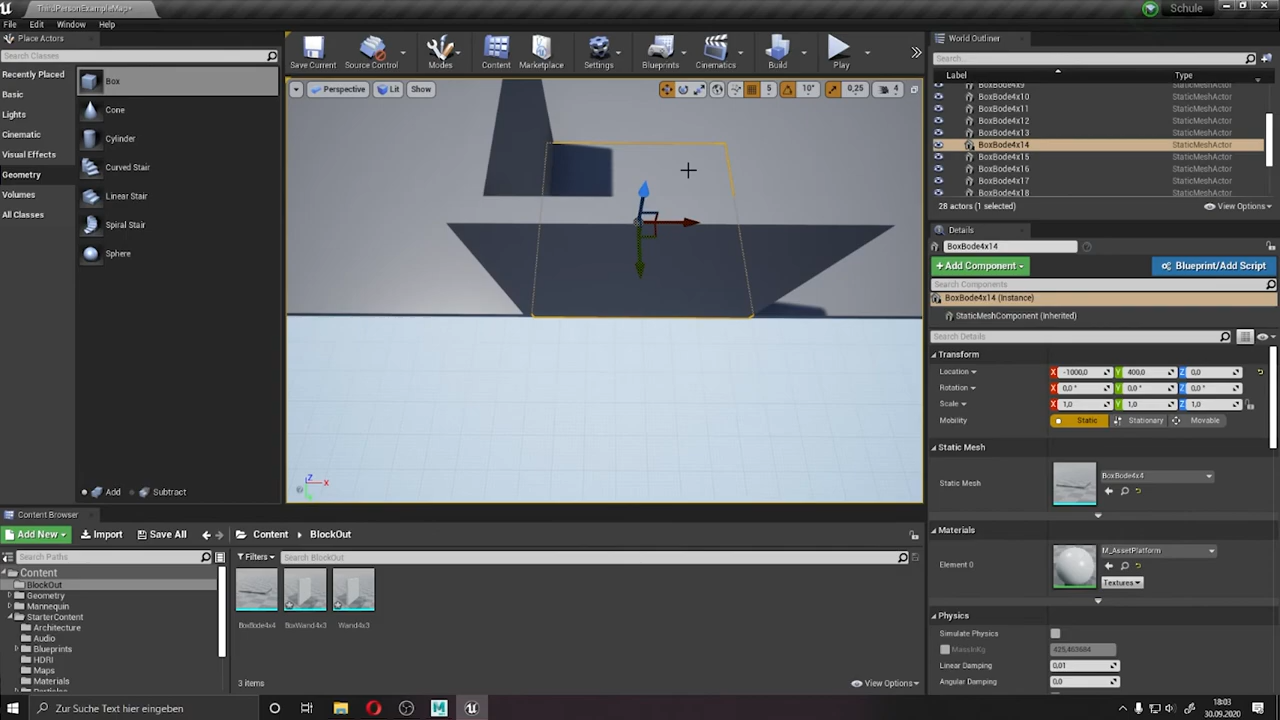 ThirdPersonExampleMap*
Schule
File Edit Window Help
Place Actors
Search Classes
Recently Placed
Basic
Lights
Cinematic
Visual Effects
Geometry
Volumes
All Classes
Box
Cone
Cylinder
Curved Stair
Linear Stair
Spiral Stair
Sphere
Add Subtract
Save Current Source Control Modes Content Marketplace Settings Blueprints Cinematics Build Play
Perspective Lit Show
5 10° 0,25 4
Z X
World Outliner
Search...
Label Type
BoxBode4x9 StaticMeshActor
BoxBode4x10 StaticMeshActor
BoxBode4x11 StaticMeshActor
BoxBode4x12 StaticMeshActor
BoxBode4x13 StaticMeshActor
BoxBode4x14 StaticMeshActor
BoxBode4x15 StaticMeshActor
BoxBode4x16 StaticMeshActor
BoxBode4x17 StaticMeshActor
BoxBode4x18 StaticMeshActor
28 actors (1 selected) View Options
Details
BoxBode4x14
+Add Component Blueprint/Add Script
Search Components
BoxBode4x14 (Instance)
StaticMeshComponent (Inherited)
Search Details
Transform
Location X -1000,0 Y 400,0 Z 0,0
Rotation X 0,0 ° Y 0,0 ° Z 0,0 °
Scale X 1,0 Y 1,0 Z 1,0
Mobility Static Stationary Movable
Static Mesh
Static Mesh BoxBode4x4
Materials
Element 0 M_AssetPlatform
Textures
Physics
Simulate Physics
MassInKg 425,463684
Linear Damping 0,01
Angular Damping 0,0
Content Browser
Add New Import Save All Content BlockOut
Search Paths
Filters Search BlockOut
Content
BlockOut
Geometry
Mannequin
StarterContent
Architecture
Audio
Blueprints
HDRI
Maps
Materials
Particles
BoxBode4x4 BoxWand4x3 Wand4x3
3 items View Options
Zur Suche Text hier eingeben
18:03
30.09.2020